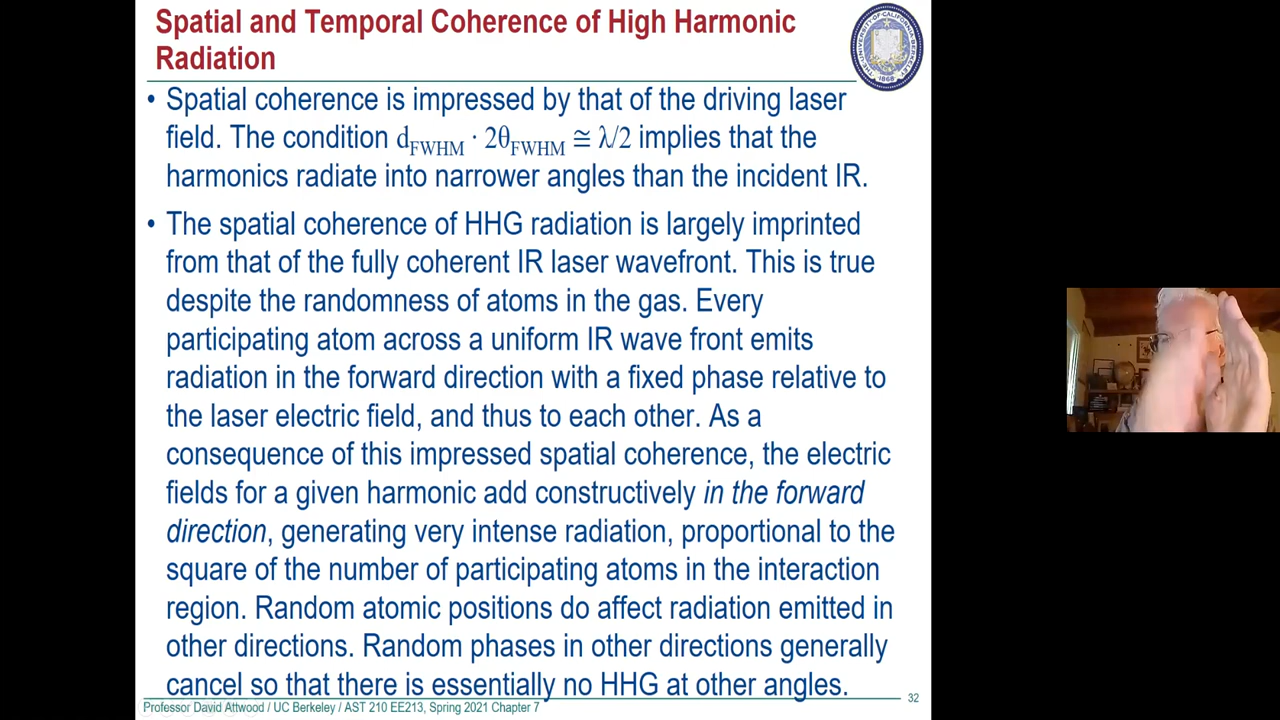 Spatial and Temporal Coherence of High Harmonic
Radiation
• Spatial coherence is impressed by that of the driving laser
field. The condition dFWHM · 2θFWHM ≅ λ/2 implies that the
harmonics radiate into narrower angles than the incident IR.
• The spatial coherence of HHG radiation is largely imprinted
from that of the fully coherent IR laser wavefront. This is true
despite the randomness of atoms in the gas. Every
participating atom across a uniform IR wave front emits
radiation in the forward direction with a fixed phase relative to
the laser electric field, and thus to each other. As a
consequence of this impressed spatial coherence, the electric
fields for a given harmonic add constructively in the forward
direction, generating very intense radiation, proportional to the
square of the number of participating atoms in the interaction
region. Random atomic positions do affect radiation emitted in
other directions. Random phases in other directions generally
cancel so that there is essentially no HHG at other angles.
Professor David Attwood / UC Berkeley / AST 210 EE213, Spring 2021 Chapter 7
32